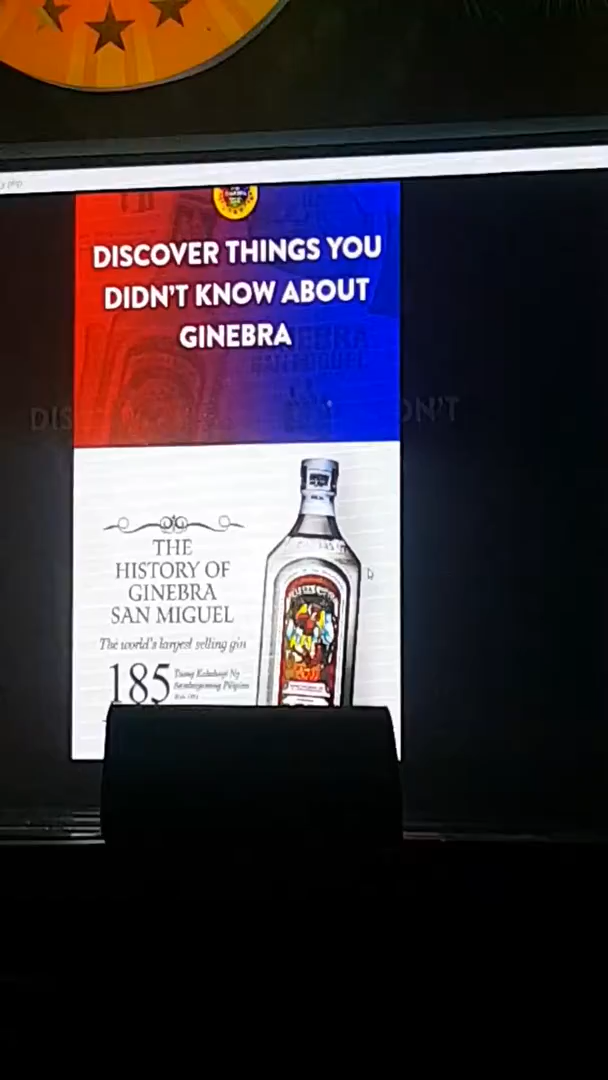 DISCOVER THINGS YOU
DIDN'T KNOW ABOUT
GINEBRA
THE
HISTORY OF
GINEBRA
SAN MIGUEL
The world's largest selling gin
185